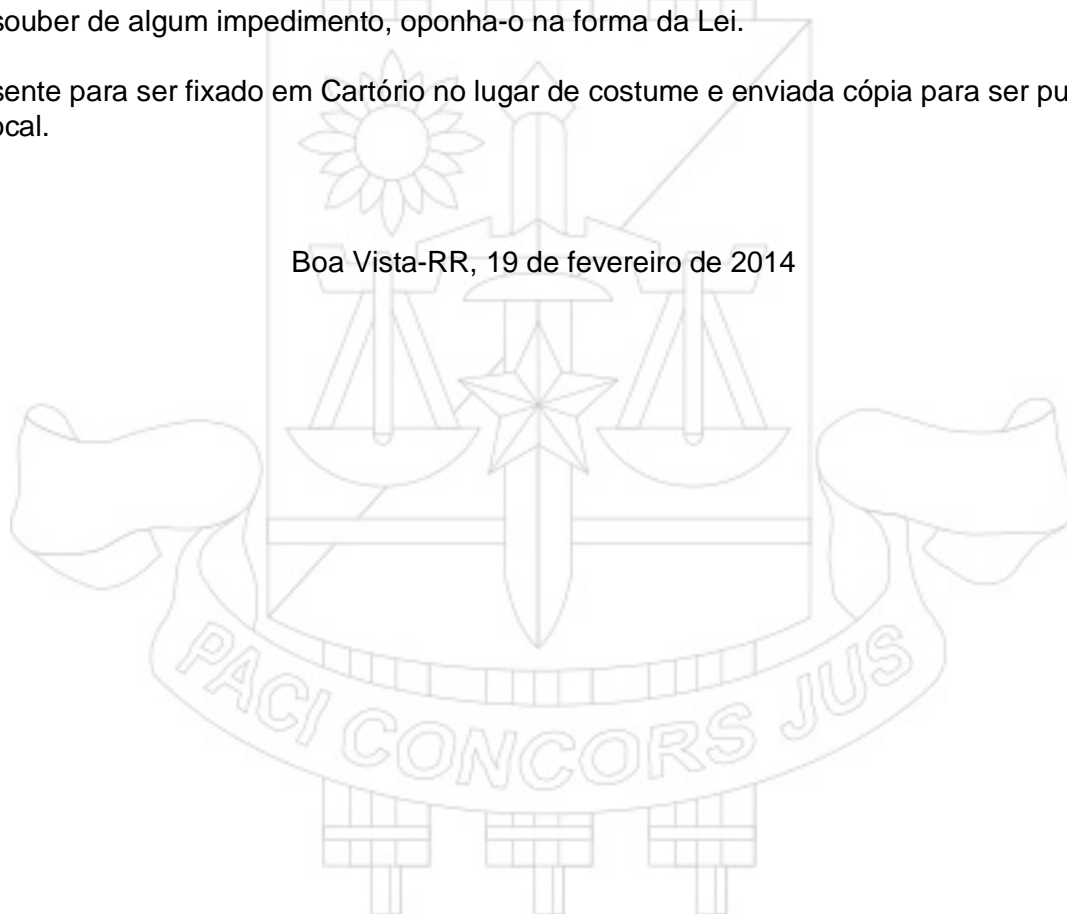 souber de algum impedimento, oponha-o na forma da Lei.
sente para ser fixado em Cartório no lugar de costume e enviada cópia para ser pu
ocal.
Boa Vista-RR, 19 de fevereiro de 2014
PACI CONCORS JUS